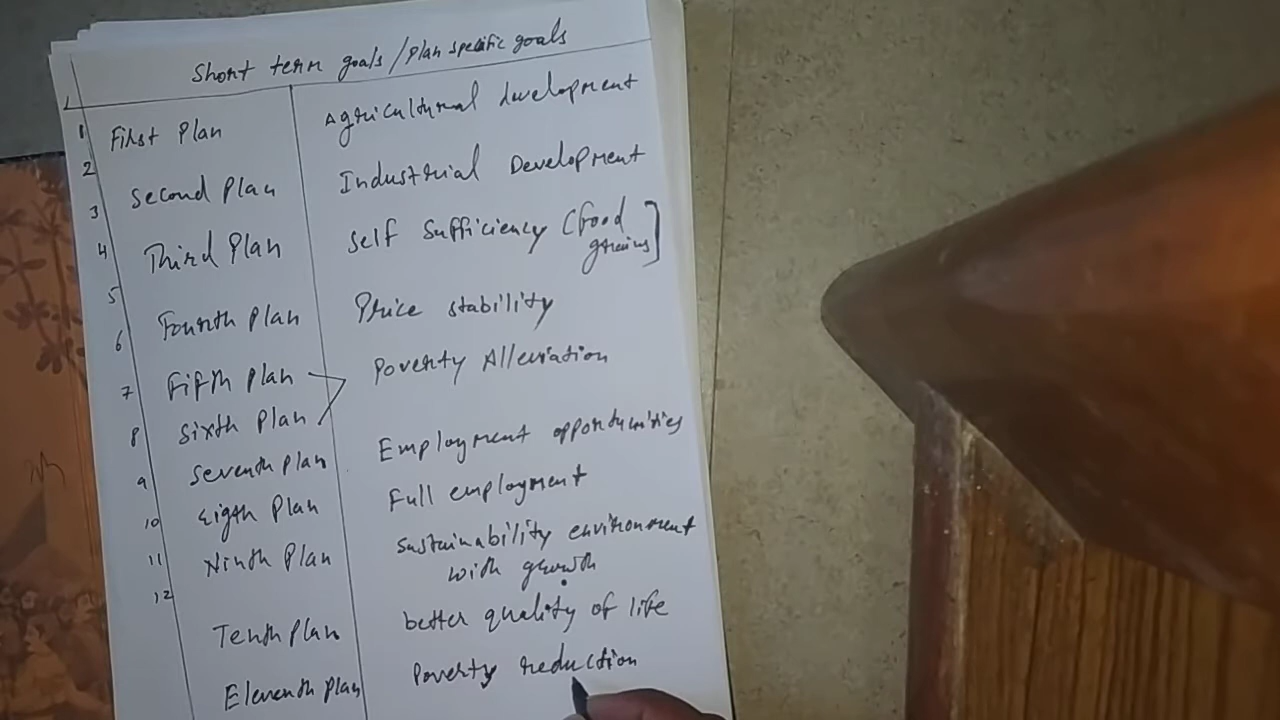 Short term goals/Plan specific goals
1 First Plan Agricultural development
2 Second Plan Industrial Development
3 Third Plan Self Sufficiency (food
grains)
4 Fourth Plan Price stability
5 Fifth Plan Poverty Alleviation
6 Sixth Plan
7 Seventh Plan Employment opportunities
8 Eigth Plan Full employment
9 Ninth Plan Sustainability environment
with growth
10 Tenth Plan better quality of life
11 Eleventh Plan Poverty reduction
12